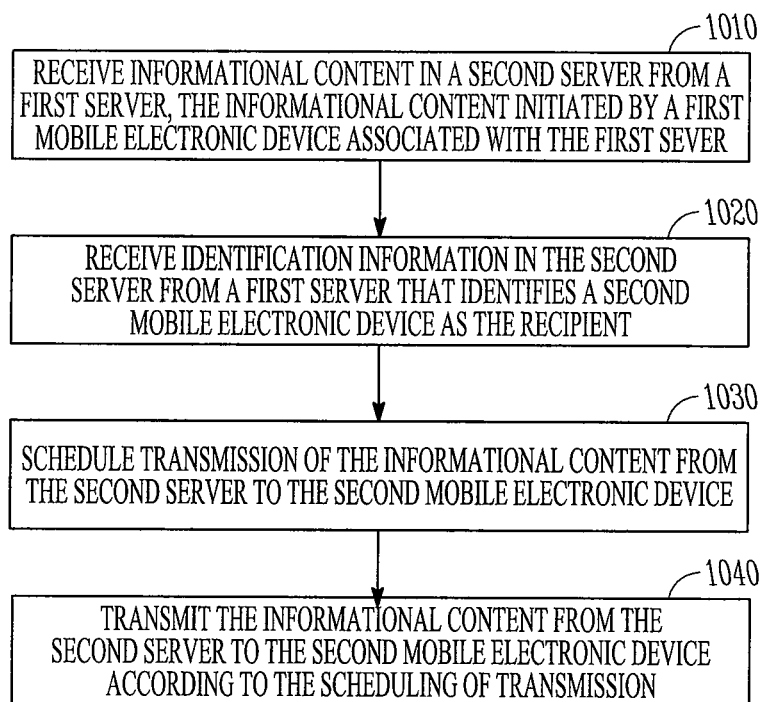 1010
RECEIVE INFORMATIONAL CONTENT IN A SECOND SERVER FROM A
FIRST SERVER, THE INFORMATIONAL CONTENT INITIATED BY A FIRST
MOBILE ELECTRONIC DEVICE ASSOCIATED WITH THE FIRST SEVER
1020
RECEIVE IDENTIFICATION INFORMATION IN THE SECOND
SERVER FROM A FIRST SERVER THAT IDENTIFIES A SECOND
MOBILE ELECTRONIC DEVICE AS THE RECIPIENT
1030
SCHEDULE TRANSMISSION OF THE INFORMATIONAL CONTENT FROM
THE SECOND SERVER TO THE SECOND MOBILE ELECTRONIC DEVICE
1040
TRANSMIT THE INFORMATIONAL CONTENT FROM THE
SECOND SERVER TO THE SECOND MOBILE ELECTRONIC DEVICE
ACCORDING TO THE SCHEDULING OF TRANSMISSION